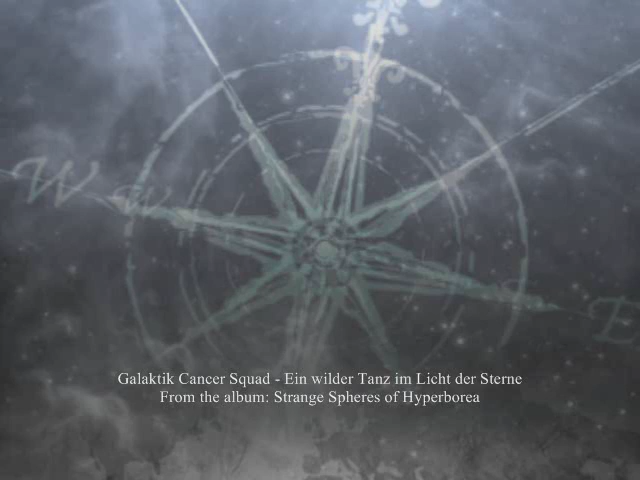 W
E
Galaktik Cancer Squad - Ein wilder Tanz im Licht der Sterne
From the album: Strange Spheres of Hyperborea